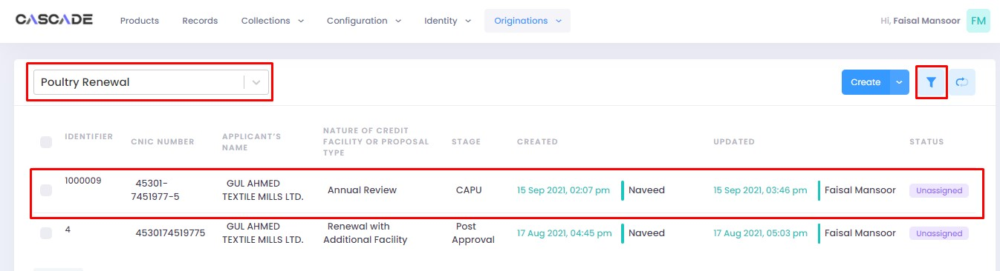 CASCADE Products Records Collections Configuration Identity Originations Hi, Faisal Mansoor FM
Poultry Renewal Create
IDENTIFIER CNIC NUMBER APPLICANT'S NAME NATURE OF CREDIT FACILITY OR PROPOSAL TYPE STAGE CREATED UPDATED STATUS
1000009 45301-7451977-5 GUL AHMED TEXTILE MILLS LTD. Annual Review CAPU 15 Sep 2021, 02:07 pm Naveed 15 Sep 2021, 03:46 pm Faisal Mansoor Unassigned
4 4530174519775 GUL AHMED TEXTILE MILLS LTD. Renewal with Additional Facility Post Approval 17 Aug 2021, 04:45 pm Naveed 17 Aug 2021, 05:03 pm Faisal Mansoor Unassigned